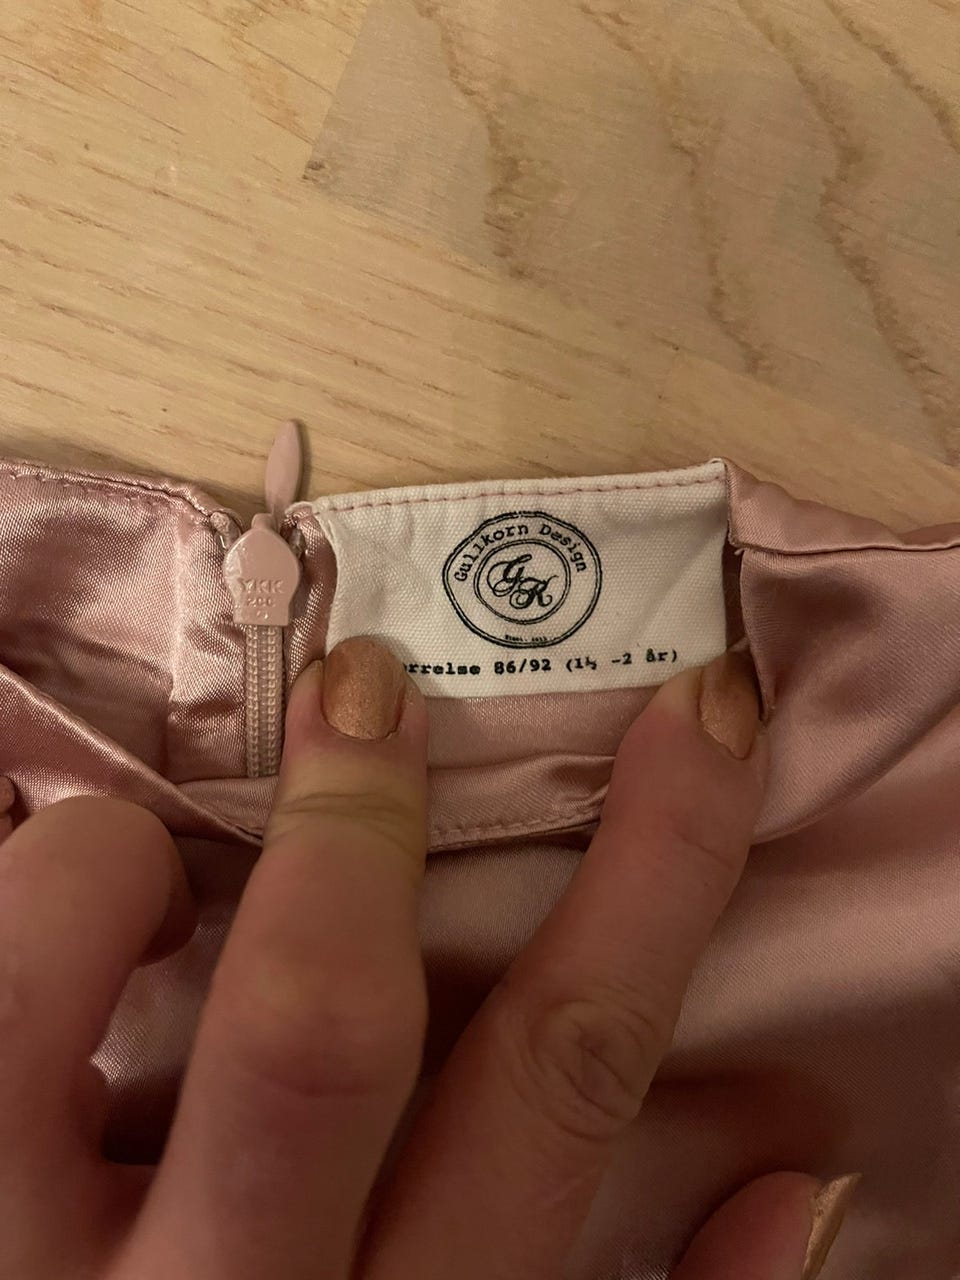 YKK
Gullkorn Design
GK
rrelse 86/92 (1½ -2 år)